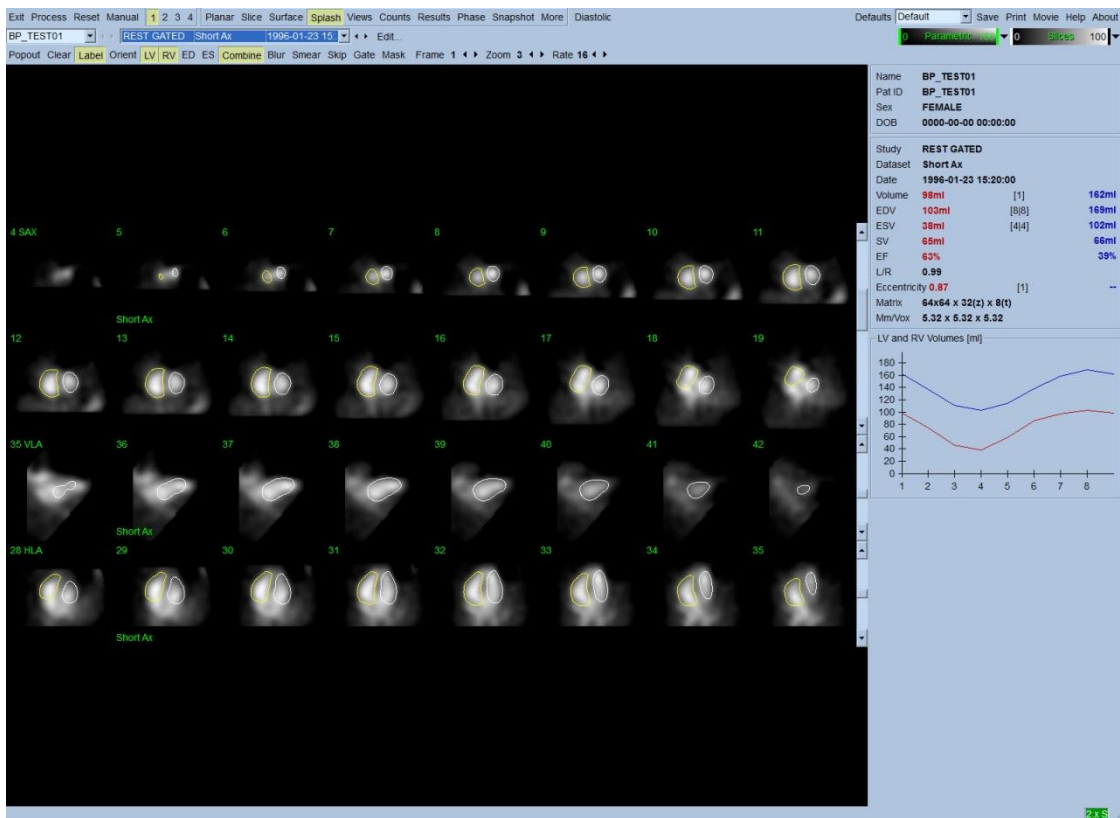 Exit Process Reset Manual 1 2 3 4 Planar Slice Surface Splash Views Counts Results Phase Snapshot More Diastolic Defaults Default Save Print Movie Help About
BP_TEST01 REST GATED Short Ax 1996-01-23 15: Edit... 0 Parametric 100 0 Slices 100
Popout Clear Label Orient LV RV ED ES Combine Blur Smear Skip Gate Mask Frame 1 Zoom 3 Rate 16
Name BP_TEST01
Pat ID BP_TEST01
Sex FEMALE
DOB 0000-00-00 00:00:00
Study REST GATED
Dataset Short Ax
Date 1996-01-23 15:20:00
Volume 98ml [1] 162ml
EDV 103ml [8|8] 169ml
ESV 38ml [4|4] 102ml
SV 65ml 66ml
EF 63% 39%
L/R 0.99
Eccentricity 0.87 [1] --
Matrix 64x64 x 32(z) x 8(t)
Mm/Vox 5.32 x 5.32 x 5.32
LV and RV Volumes [ml]
180
160
140
120
100
80
60
40
20
0
1 2 3 4 5 6 7 8
4 SAX 5 6 7 8 9 10 11
Short Ax
12 13 14 15 16 17 18 19
35 VLA 36 37 38 39 40 41 42
Short Ax
28 HLA 29 30 31 32 33 34 35
Short Ax
2 x S